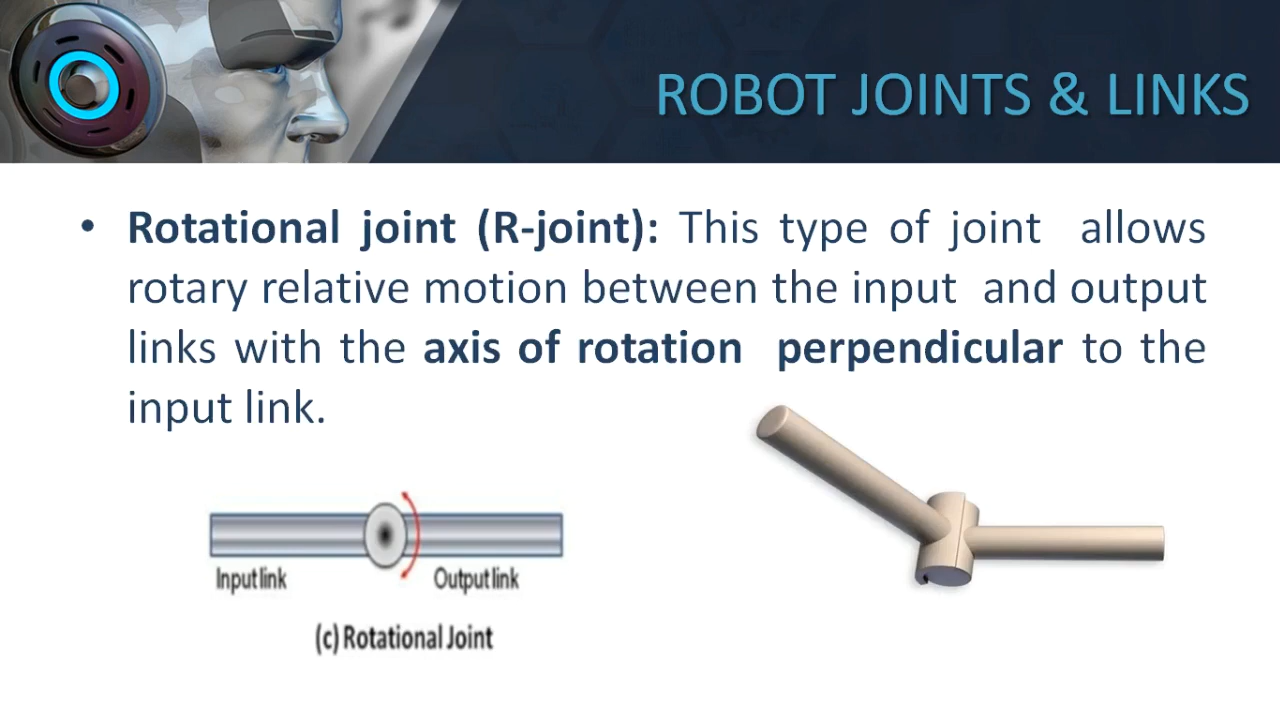 ROBOT JOINTS & LINKS
• Rotational joint (R-joint): This type of joint allows
rotary relative motion between the input and output
links with the axis of rotation perpendicular to the
input link.
Input link
Output link
(c) Rotational Joint